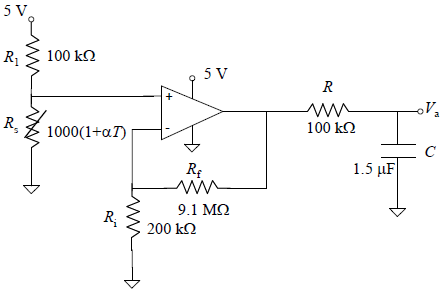 5 V
R1 100 kΩ
5 V
+
R
Va
Rs 1000(1+αT)
-
100 kΩ
C
Rf
1.5 μF
9.1 MΩ
Ri 200 kΩ